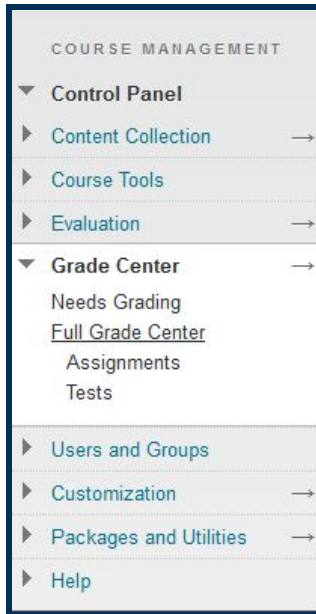 COURSE MANAGEMENT
Control Panel
Content Collection
Course Tools
Evaluation
Grade Center
Needs Grading
Full Grade Center
Assignments
Tests
Users and Groups
Customization
Packages and Utilities
Help